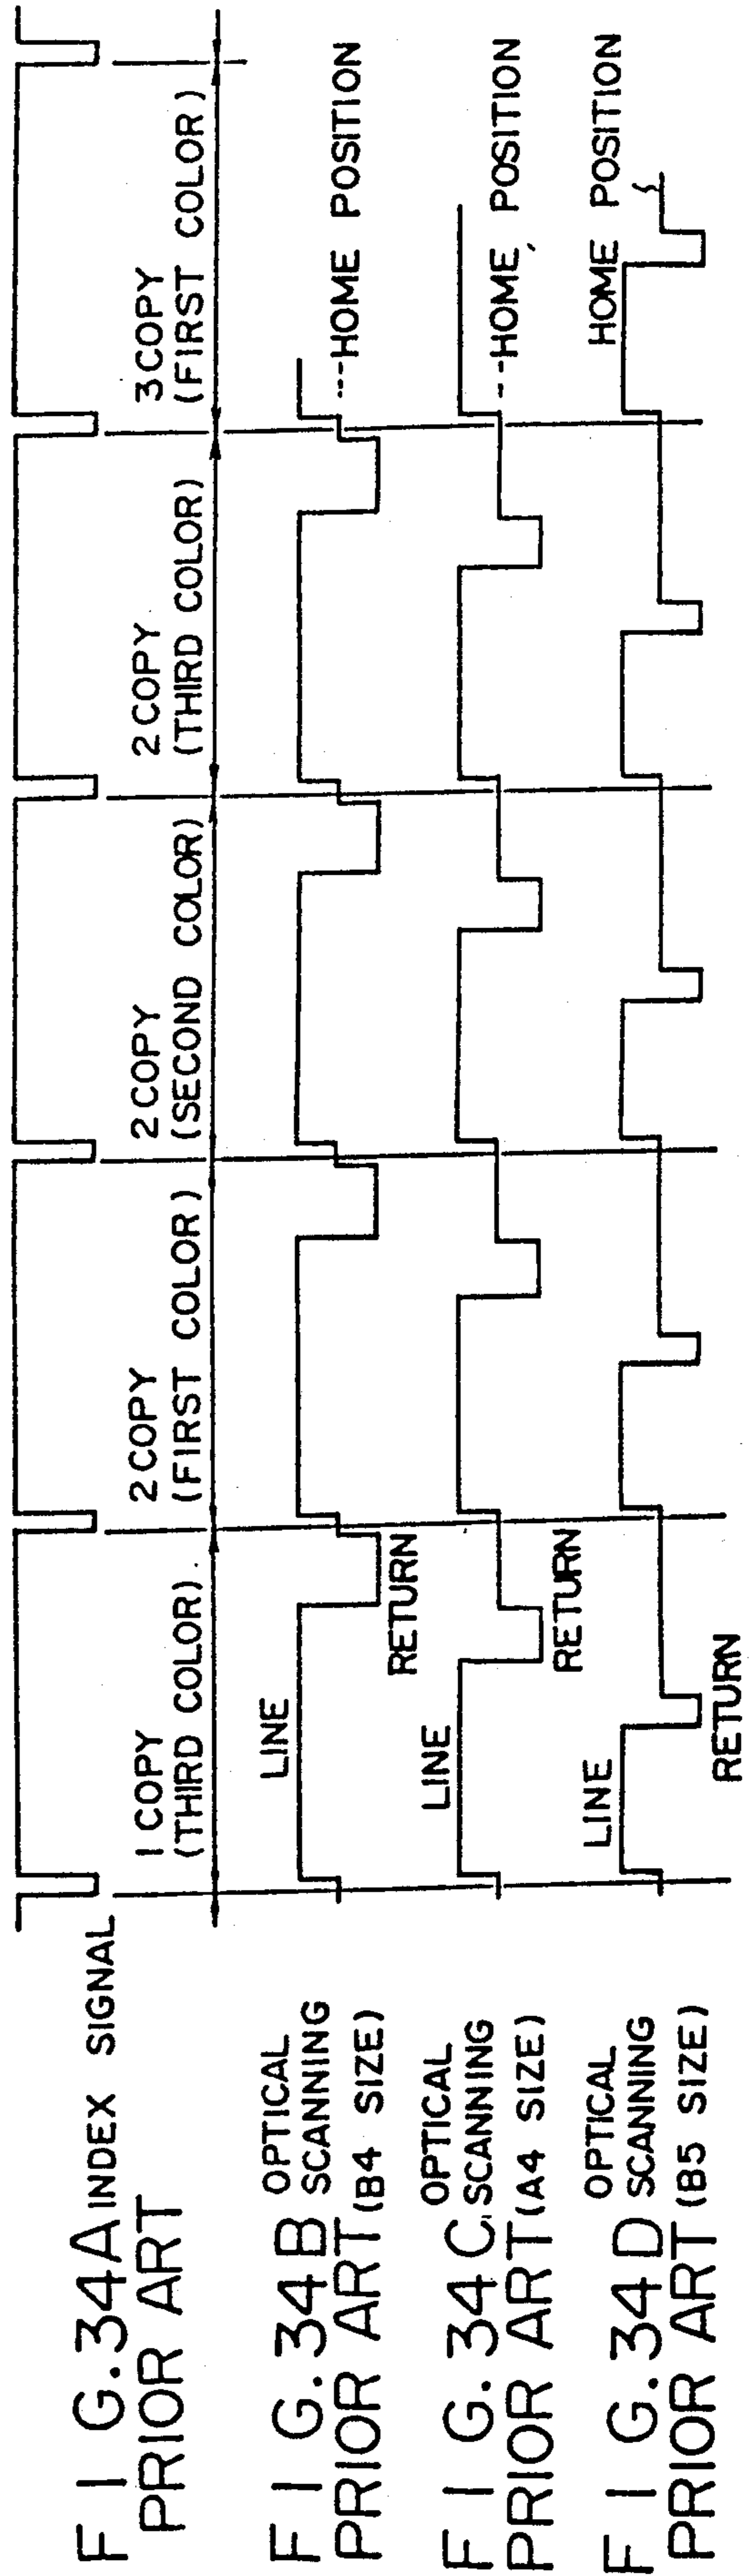 FIG.34A INDEX SIGNAL
PRIOR ART
1 COPY
(THIRD COLOR)
2 COPY
(FIRST COLOR)
2 COPY
(SECOND COLOR)
2 COPY
(THIRD COLOR)
3 COPY
(FIRST COLOR)
FIG.34B OPTICAL
SCANNING
PRIOR ART (B4 SIZE)
LINE
RETURN
HOME POSITION
FIG.34C OPTICAL
SCANNING
PRIOR ART (A4 SIZE)
LINE
RETURN
HOME POSITION
FIG.34D OPTICAL
SCANNING
PRIOR ART (B5 SIZE)
LINE
RETURN
HOME POSITION